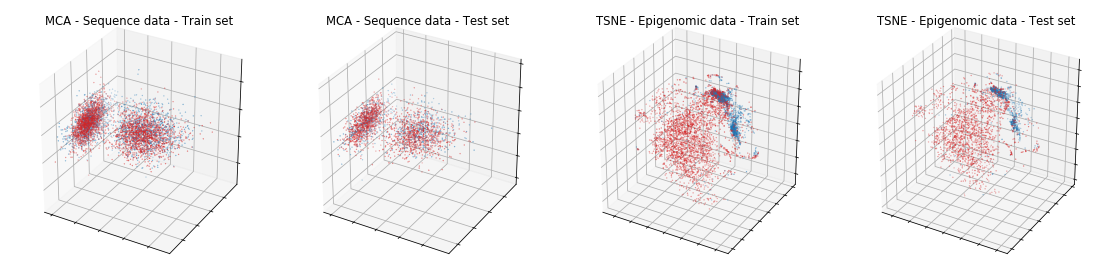 MCA - Sequence data - Train set
MCA - Sequence data - Test set
TSNE - Epigenomic data - Train set
TSNE - Epigenomic data - Test set